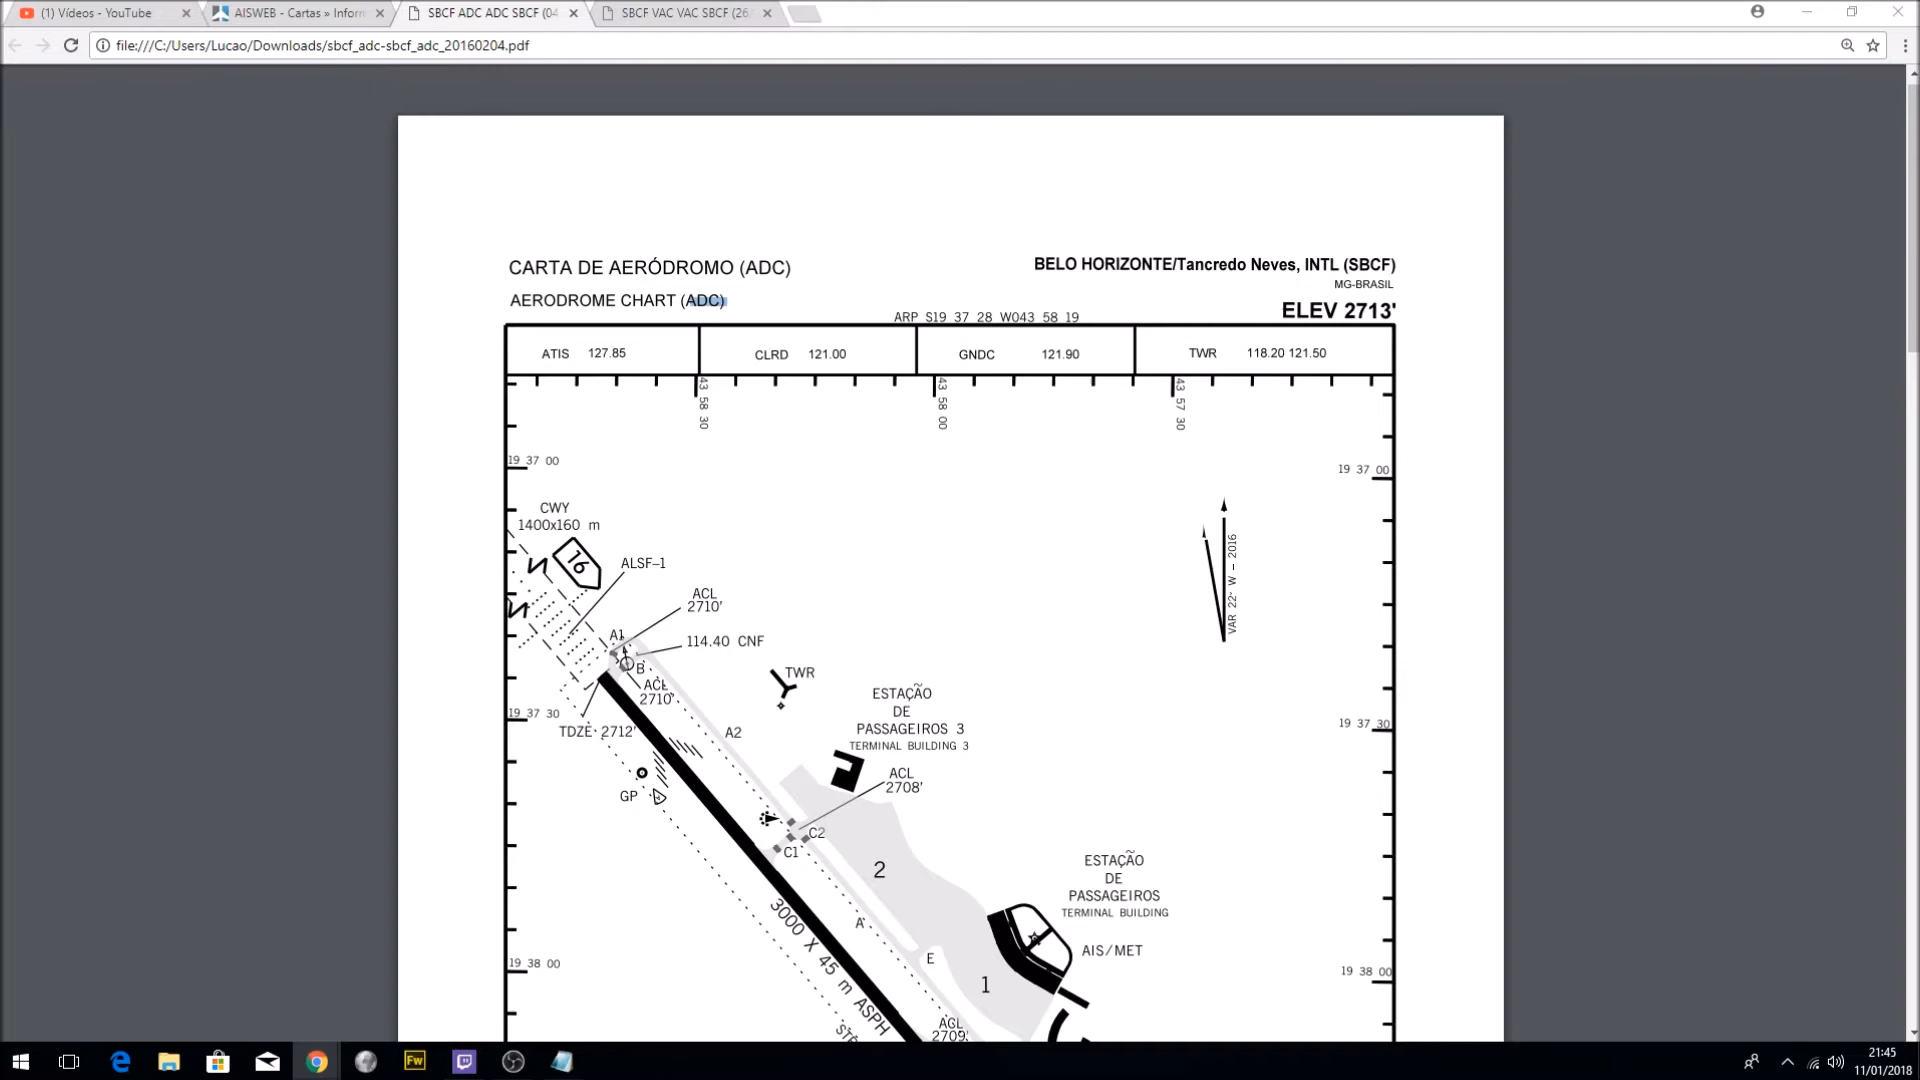 (1) Vídeos - YouTube
AISWEB - Cartas » Inform
SBCF ADC ADC SBCF (04
SBCF VAC VAC SBCF (26
file:///C:/Users/Lucao/Downloads/sbcf_adc-sbcf_adc_20160204.pdf
CARTA DE AERÓDROMO (ADC)
AERODROME CHART (ADC)
BELO HORIZONTE/Tancredo Neves, INTL (SBCF)
MG-BRASIL
ELEV 2713'
ARP S19 37 28 W043 58 19
ATIS 127.85
CLRD 121.00
GNDC 121.90
TWR 118.20 121.50
43 58 30
43 58 00
43 57 30
19 37 00
19 37 00
CWY
1400x160 m
16
ALSF-1
ACL
2710'
A1
114.40 CNF
B
ACL
2710'
TDZE 2712'
19 37 30
19 37 30
VAR 22° W - 2016
TWR
A2
ESTAÇÃO
DE
PASSAGEIROS 3
TERMINAL BUILDING 3
ACL
2708'
GP
C2
C1
2
3000 X 45 m ASPH
A
E
1
ESTAÇÃO
DE
PASSAGEIROS
TERMINAL BUILDING
AIS/MET
19 38 00
19 38 00
AGL
2709'
Fw
21:45
11/01/2018